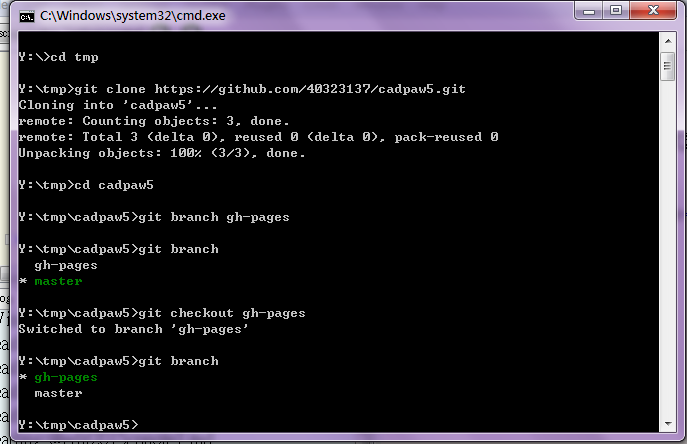 C:\Windows\system32\cmd.exe
Y:\>cd tmp
Y:\tmp>git clone https://github.com/40323137/cadpaw5.git
Cloning into 'cadpaw5'...
remote: Counting objects: 3, done.
remote: Total 3 (delta 0), reused 0 (delta 0), pack-reused 0
Unpacking objects: 100% (3/3), done.
Y:\tmp>cd cadpaw5
Y:\tmp\cadpaw5>git branch gh-pages
Y:\tmp\cadpaw5>git branch
  gh-pages
* master
Y:\tmp\cadpaw5>git checkout gh-pages
Switched to branch 'gh-pages'
Y:\tmp\cadpaw5>git branch
* gh-pages
  master
Y:\tmp\cadpaw5>